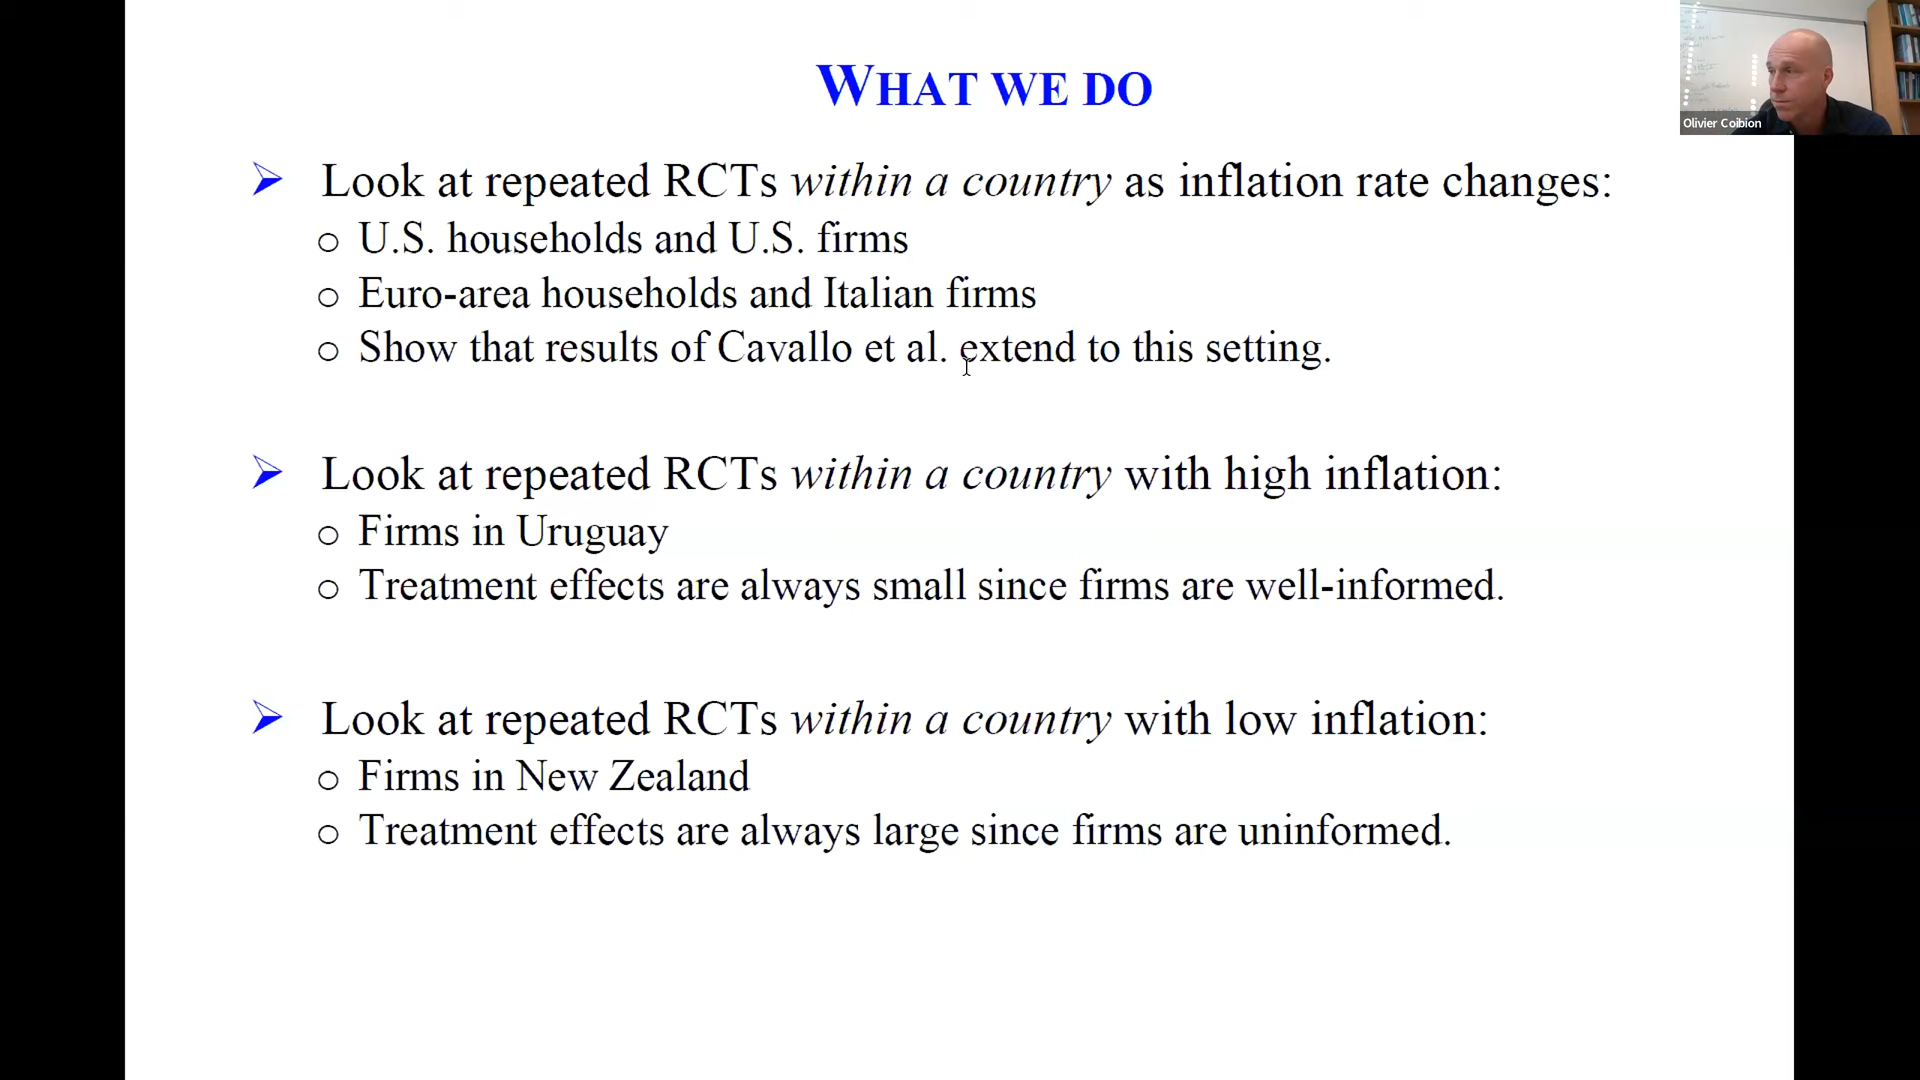 WHAT WE DO
Olivier Coibion
➢ Look at repeated RCTs within a country as inflation rate changes:
o U.S. households and U.S. firms
o Euro-area households and Italian firms
o Show that results of Cavallo et al. extend to this setting.
➢ Look at repeated RCTs within a country with high inflation:
o Firms in Uruguay
o Treatment effects are always small since firms are well-informed.
➢ Look at repeated RCTs within a country with low inflation:
o Firms in New Zealand
o Treatment effects are always large since firms are uninformed.